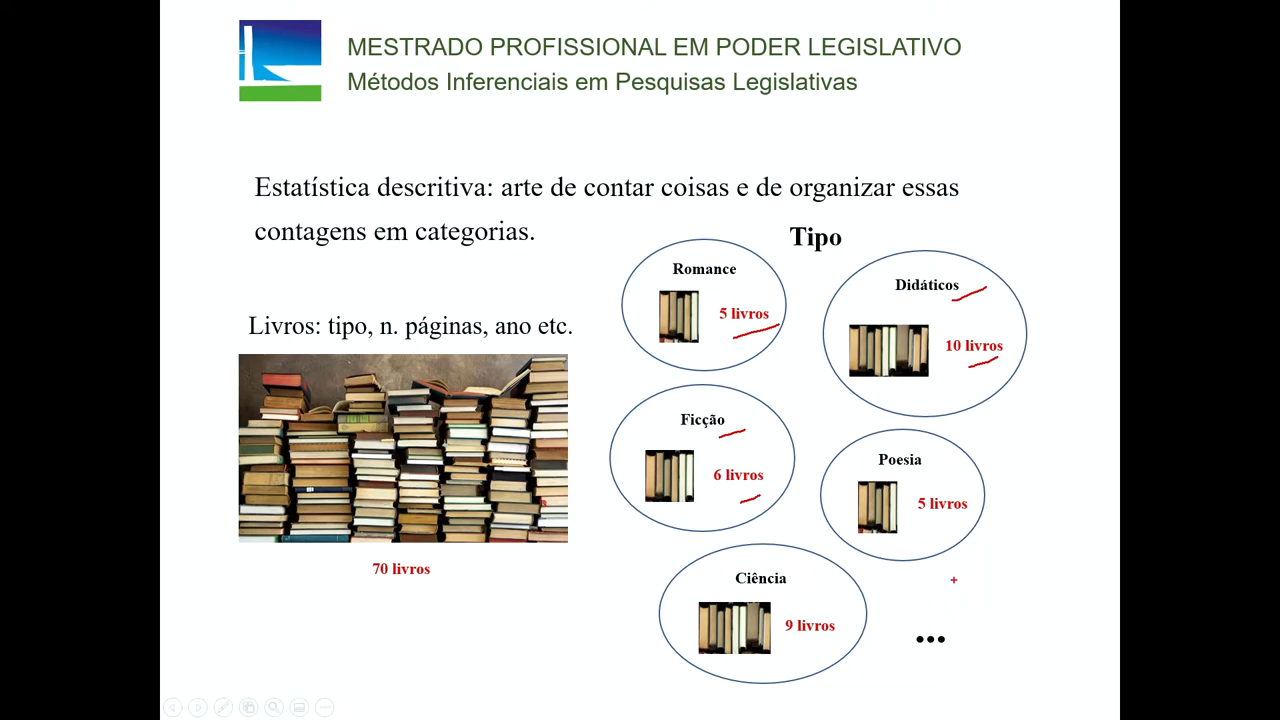 MESTRADO PROFISSIONAL EM PODER LEGISLATIVO
Métodos Inferenciais em Pesquisas Legislativas
Estatística descritiva: arte de contar coisas e de organizar essas
contagens em categorias.
Tipo
Livros: tipo, n. páginas, ano etc.
70 livros
Romance
5 livros
Didáticos
10 livros
Ficção
6 livros
Poesia
5 livros
Ciência
9 livros
...